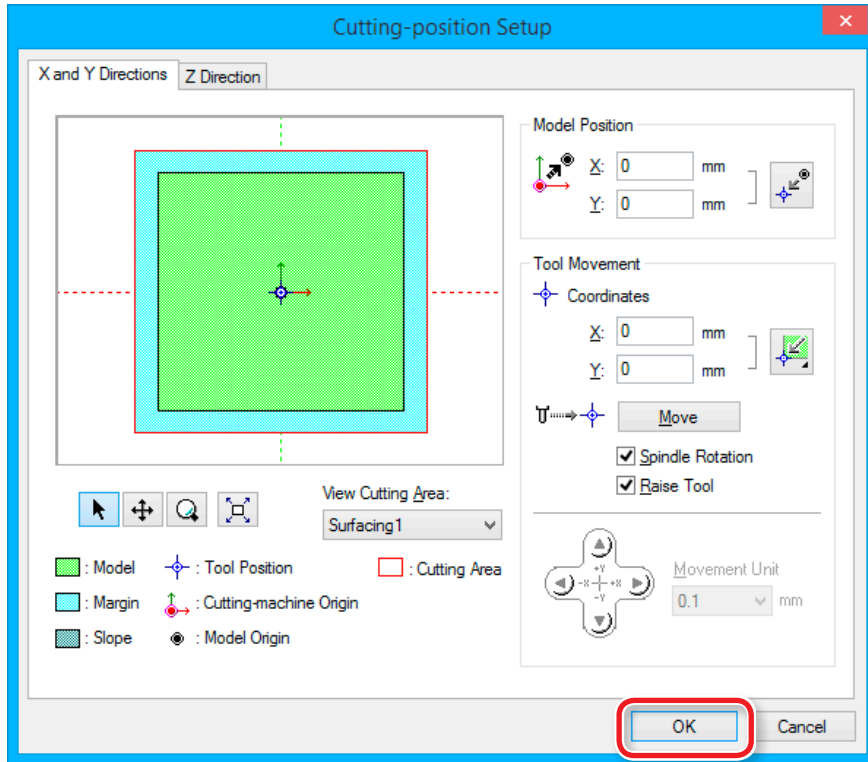 Cutting-position Setup
X and Y Directions
Z Direction
Model Position
X: 0 mm
Y: 0 mm
Tool Movement
Coordinates
X: 0 mm
Y: 0 mm
Move
Spindle Rotation
Raise Tool
View Cutting Area:
Surfacing1
: Model
: Tool Position
: Cutting Area
: Margin
: Cutting-machine Origin
: Slope
: Model Origin
+Y
-X +X
-Y
Movement Unit
0.1 mm
OK
Cancel